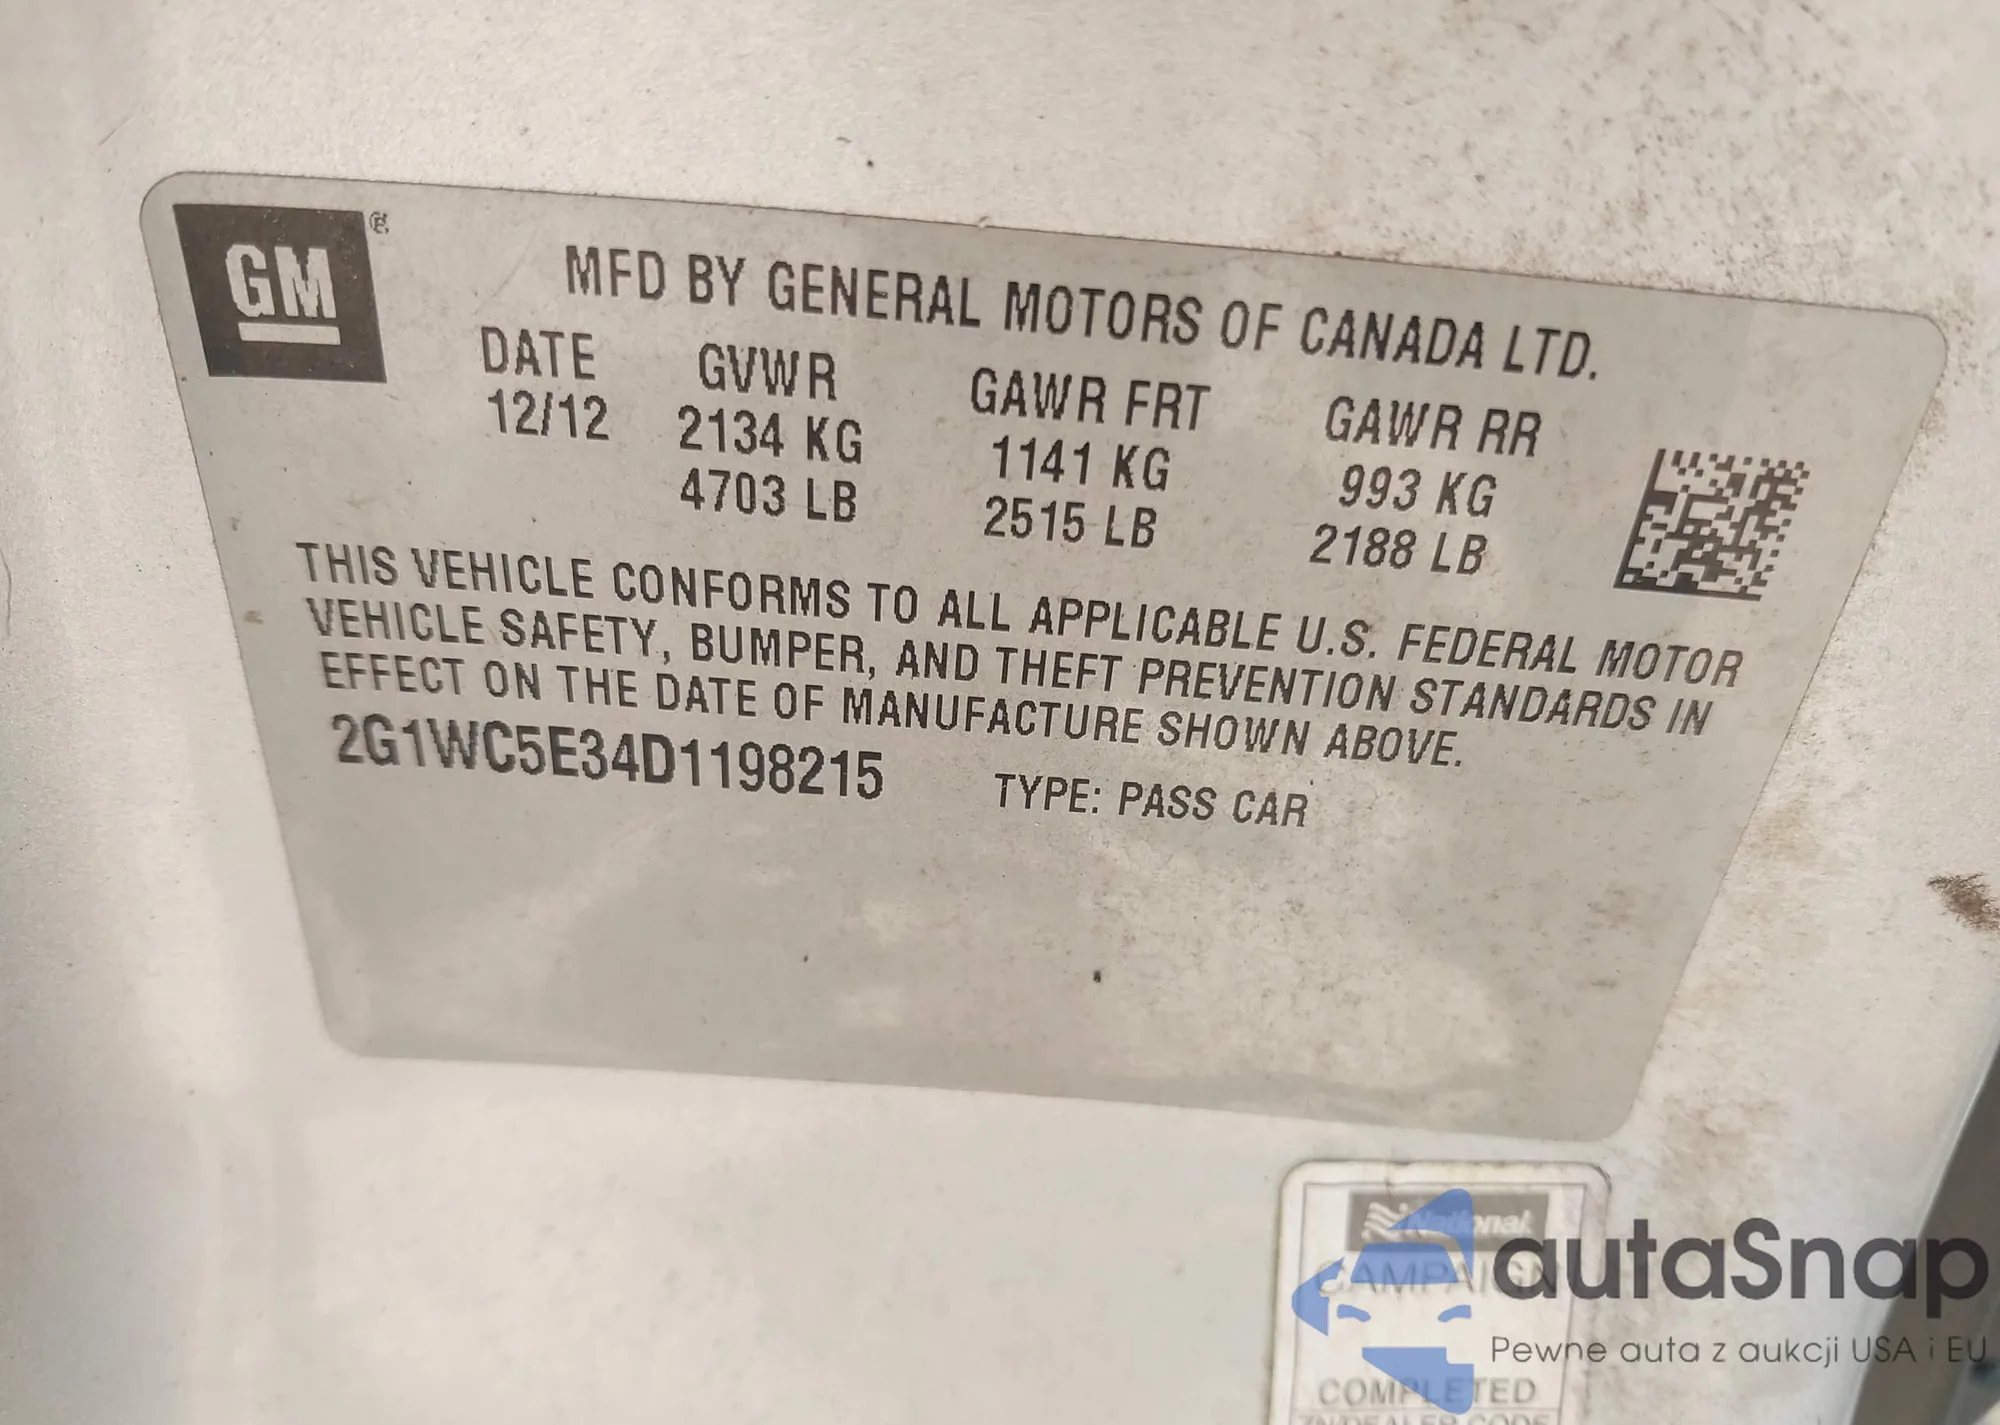 GM®
MFD BY GENERAL MOTORS OF CANADA LTD.
DATE GVWR GAWR FRT GAWR RR
12/12 2134 KG 1141 KG 993 KG
4703 LB 2515 LB 2188 LB
THIS VEHICLE CONFORMS TO ALL APPLICABLE U.S. FEDERAL MOTOR
VEHICLE SAFETY, BUMPER, AND THEFT PREVENTION STANDARDS IN
EFFECT ON THE DATE OF MANUFACTURE SHOWN ABOVE.
2G1WC5E34D1198215 TYPE: PASS CAR
National
CAMPAIGN
autaSnap
Pewne auta z aukcji USA i EU
COMPLETED
DEALER CODE